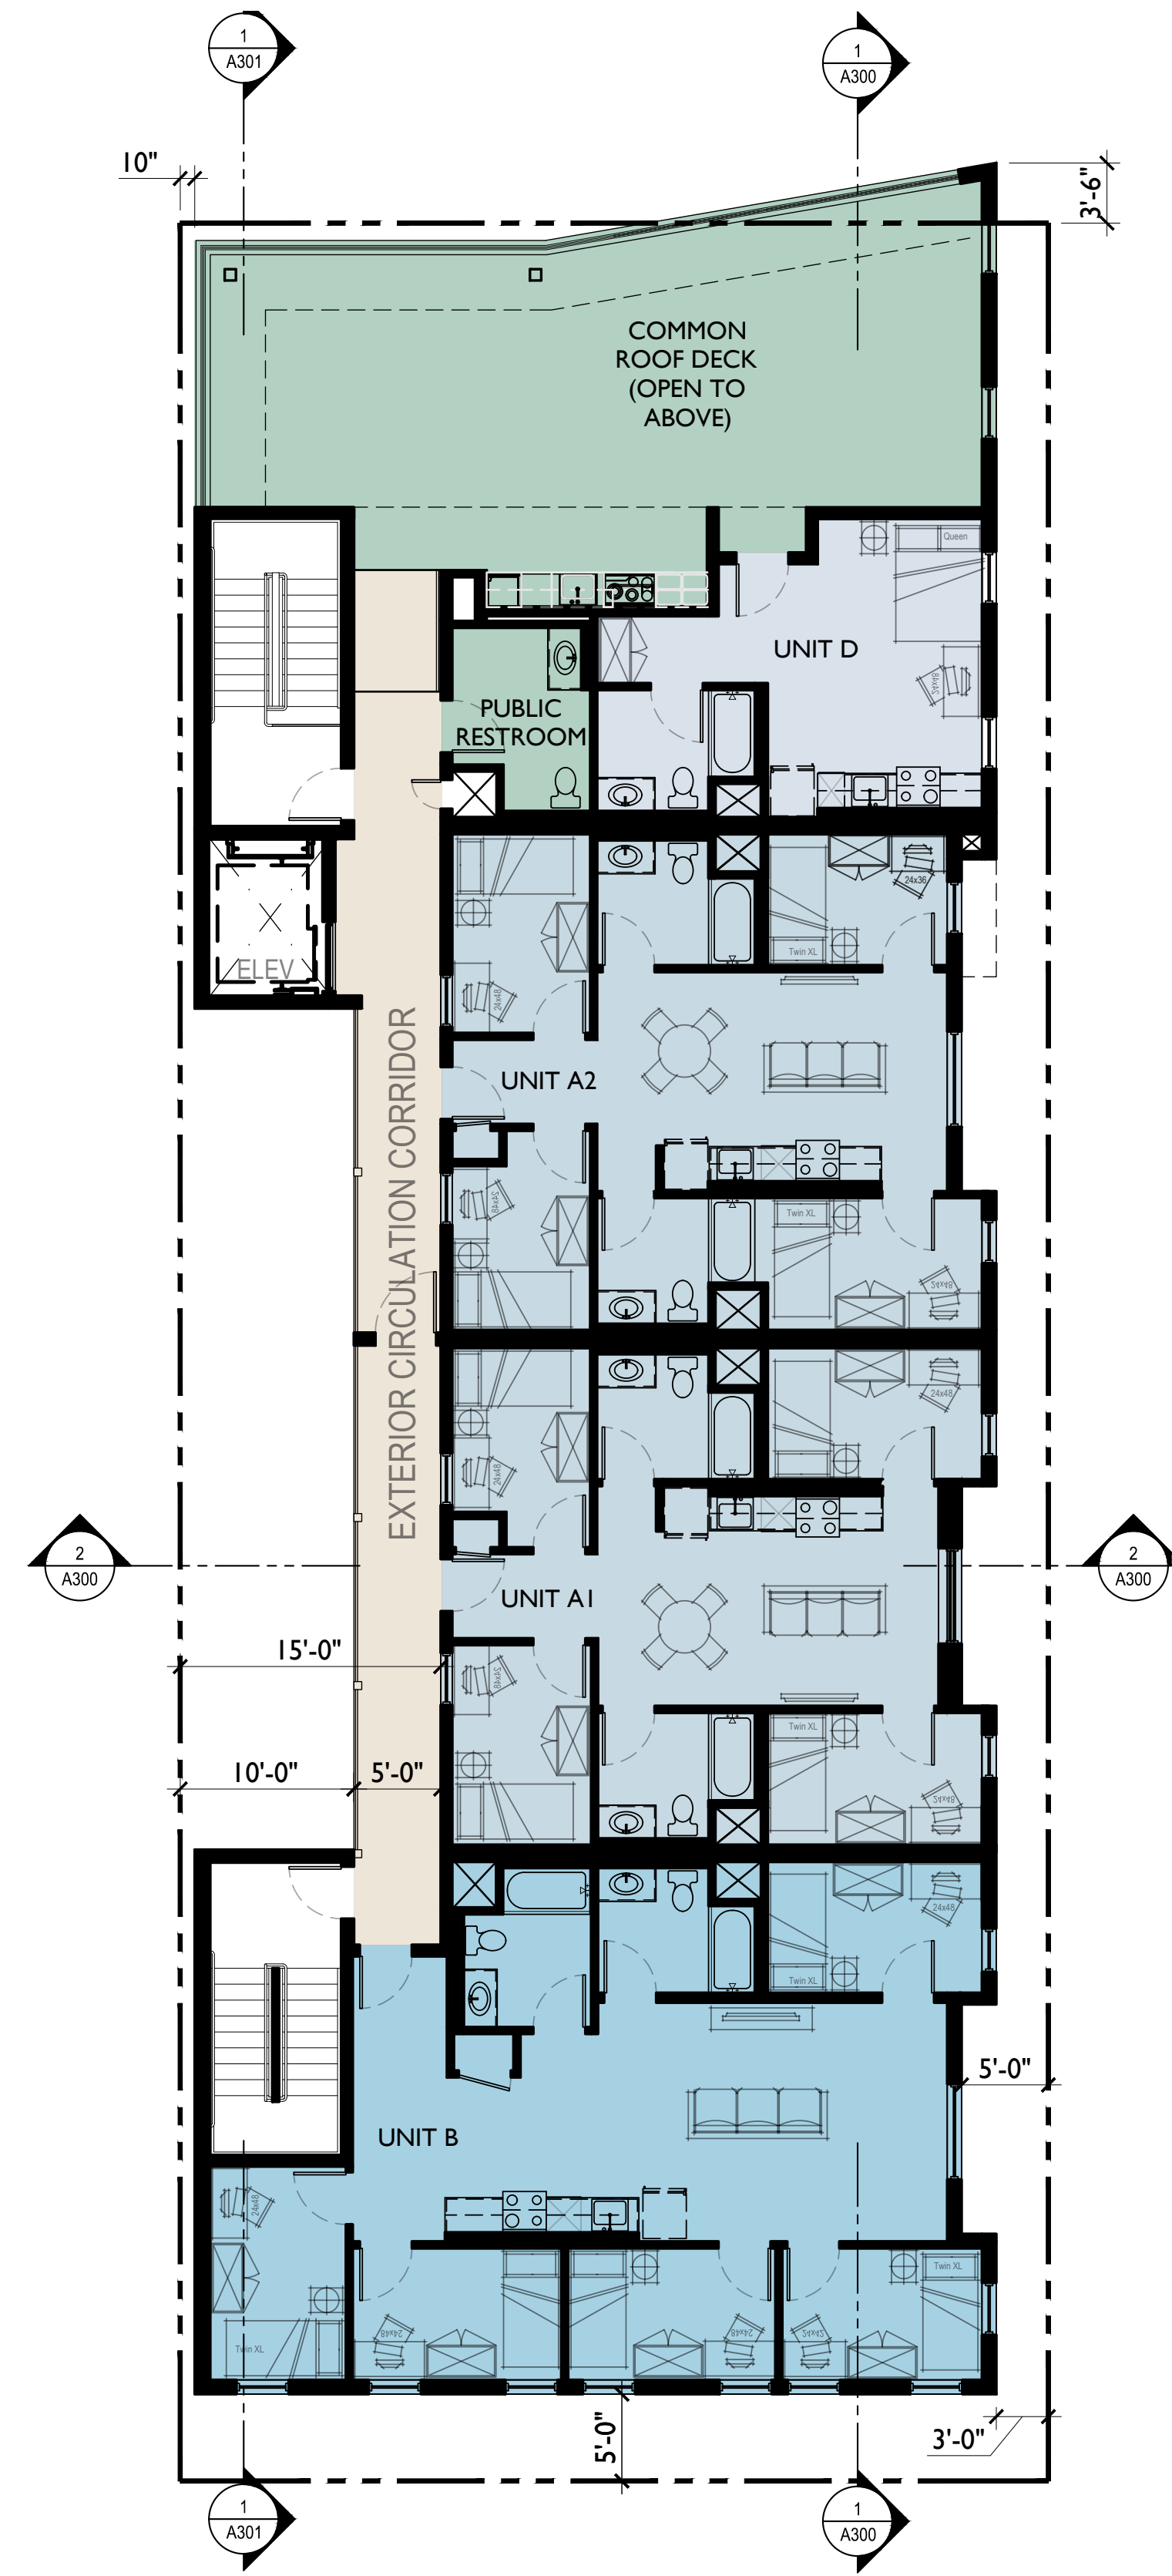 1
A301
1
A300
10"
3'-6"
COMMON
ROOF DECK
(OPEN TO
ABOVE)
Queen
UNIT D
24x48
PUBLIC
RESTROOM
24x36
Twin XL
ELEV
24x48
EXTERIOR CIRCULATION CORRIDOR
UNIT A2
24x48
Twin XL
24x48
24x48
24x48
2
A300
2
A300
UNIT A1
15'-0"
24x48
Twin XL
10'-0"
5'-0"
24x48
24x48
Twin XL
5'-0"
UNIT B
24x48
Twin XL
Twin XL
24x48
24x48
24x42
5'-0"
3'-0"
1
A301
1
A300